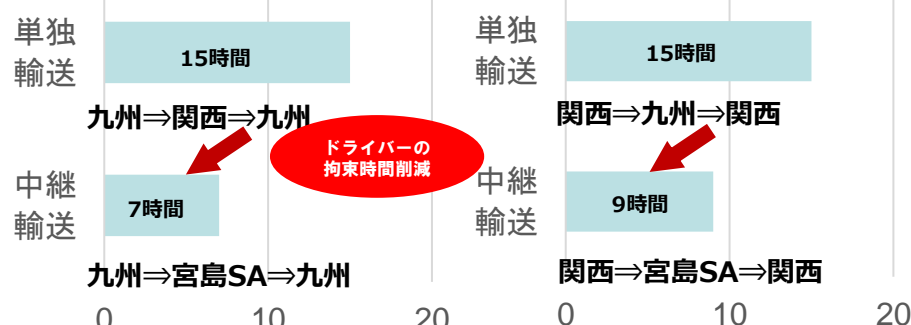 単独
輸送
15時間
九州⇒関西⇒九州
ドライバーの
拘束時間削減
中継
輸送
7時間
九州⇒宮島SA⇒九州
0
10
20
単独
輸送
15時間
関西⇒九州⇒関西
中継
輸送
9時間
関西⇒宮島SA⇒関西
0
10
20